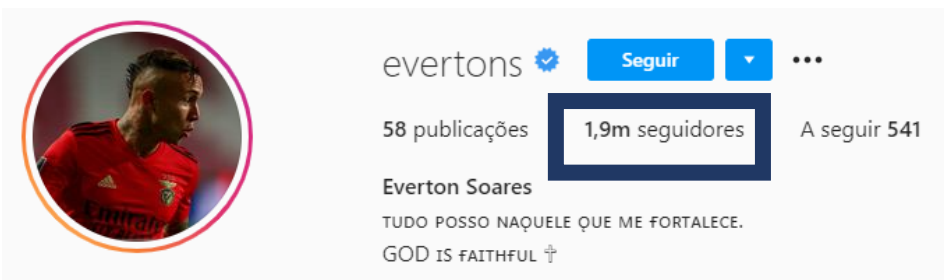 evertons Seguir
58 publicações 1,9m seguidores A seguir 541
Everton Soares
TUDO POSSO NAQUELE QUE ME FORTALECE.
GOD IS FAITHFUL ✝
Emirates